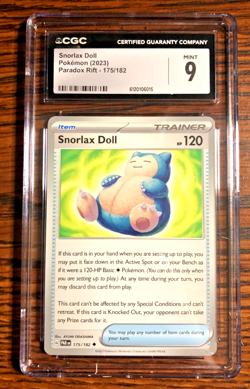 CGC
CERTIFIED GUARANTY COMPANY
Snorlax Doll
Pokémon (2023)
Paradox Rift - 175/182
MINT
9
Item
TRAINER
Snorlax Doll
HP 120
If this card is in your hand when you are setting up to play, you
may put it face down in the Active Spot or on your Bench as
if it were a 120-HP Basic Pokémon. (You can do this only when
you are setting up to play.) At any time during your turn, you
may discard this card from play.
This card can't be affected by any Special Conditions and can't
retreat. If this card is Knocked Out, your opponent can't take
any Prize cards for it.
You may play any number of Item cards during
your turn.
PAR EN 175/182